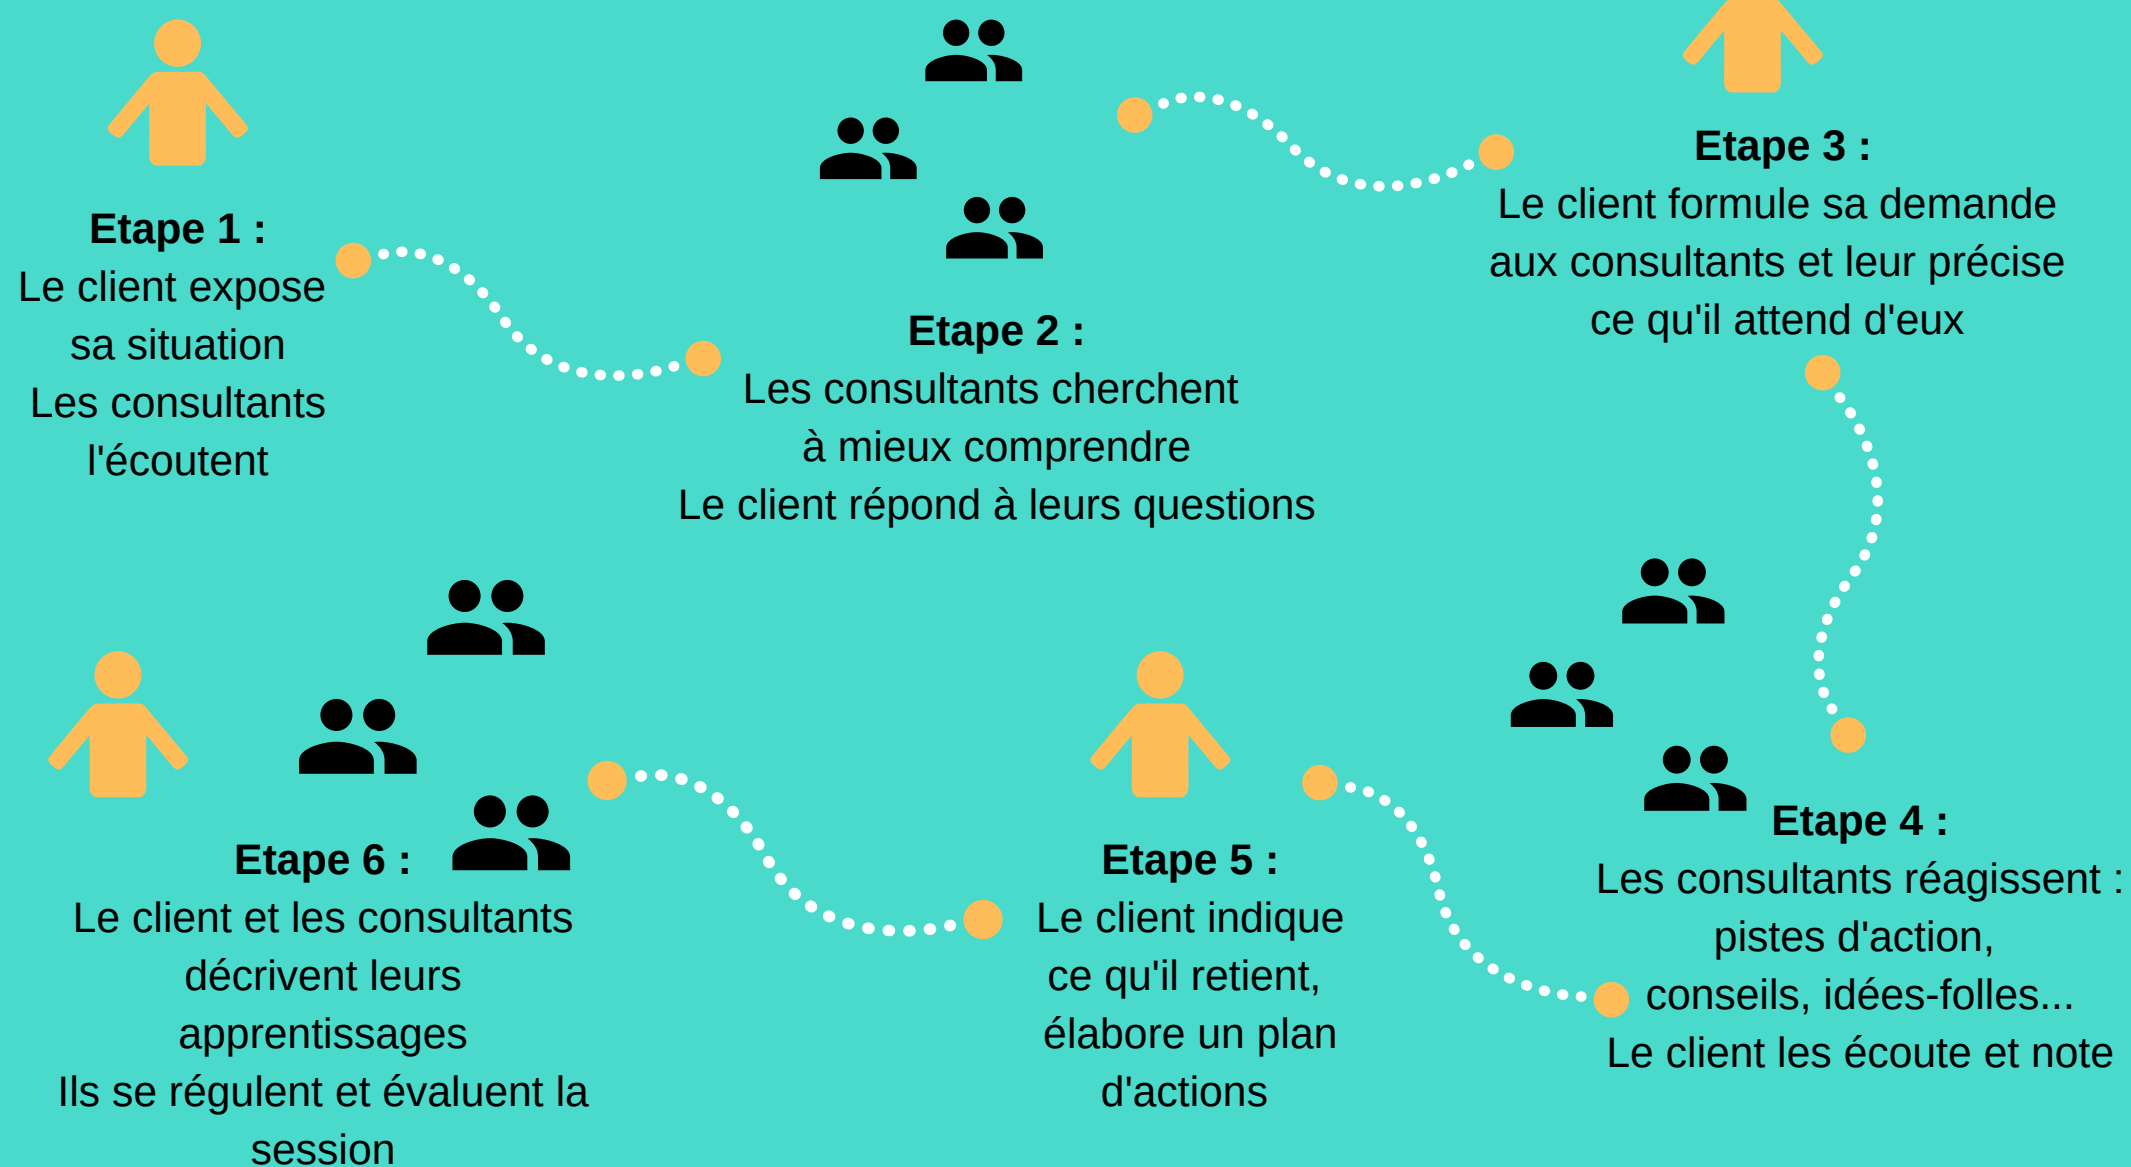 Etape 1 :
Le client expose
sa situation
Les consultants
l'écoutent
Etape 2 :
Les consultants cherchent
à mieux comprendre
Le client répond à leurs questions
Etape 3 :
Le client formule sa demande
aux consultants et leur précise
ce qu'il attend d'eux
Etape 4 :
Les consultants réagissent :
pistes d'action,
conseils, idées-folles...
Le client les écoute et note
Etape 5 :
Le client indique
ce qu'il retient,
élabore un plan
d'actions
Etape 6 :
Le client et les consultants
décrivent leurs
apprentissages
Ils se régulent et évaluent la
session